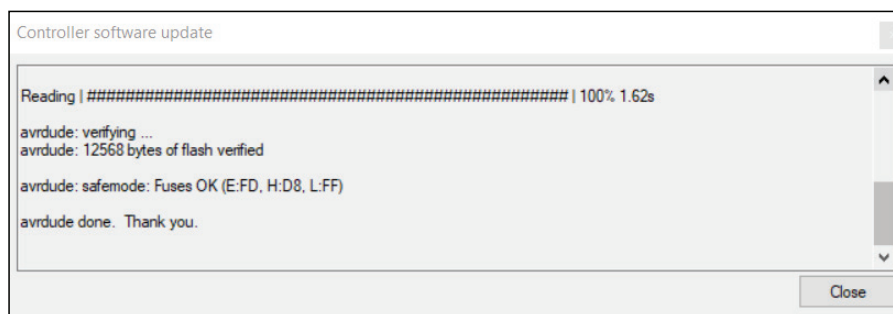 Controller software update
Reading | ################################################## | 100% 1.62s
avrdude: verifying ...
avrdude: 12568 bytes of flash verified
avrdude: safemode: Fuses OK (E:FD, H:D8, L:FF)
avrdude done.  Thank you.
Close